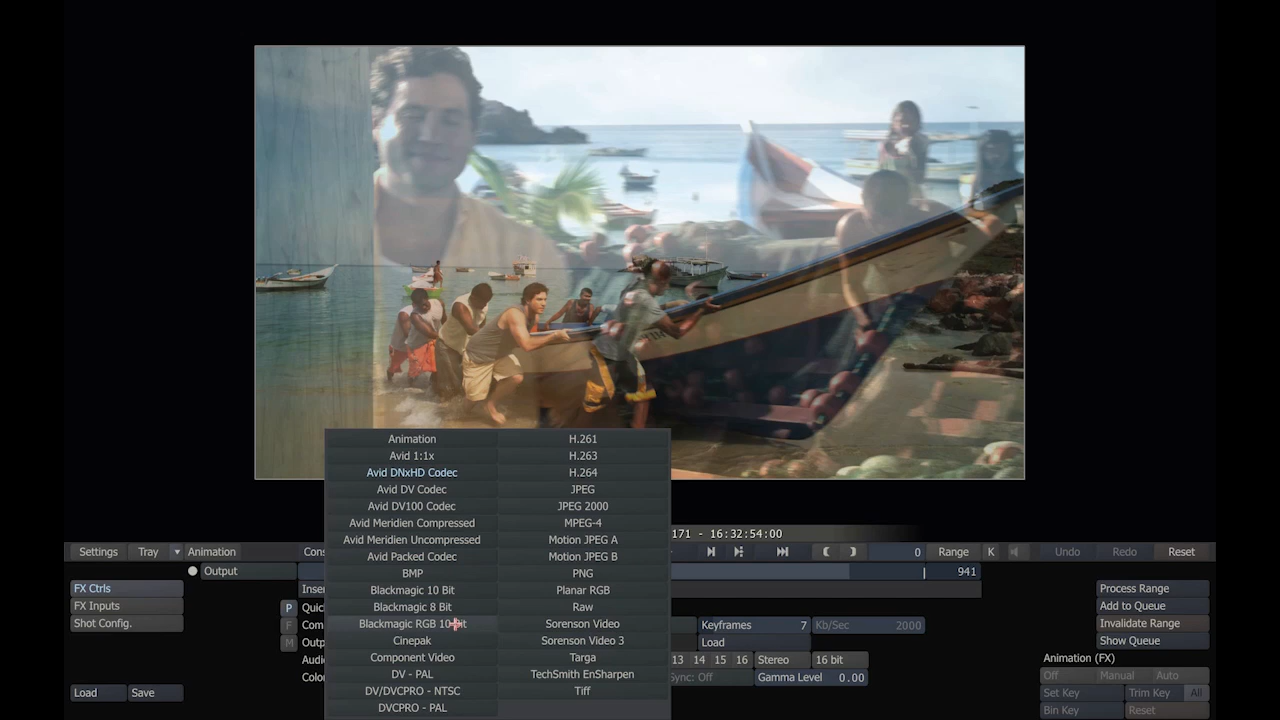 Animation
Avid 1:1x
Avid DNxHD Codec
Avid DV Codec
Avid DV100 Codec
Avid Meridien Compressed
Avid Meridien Uncompressed
Avid Packed Codec
BMP
Blackmagic 10 Bit
Blackmagic 8 Bit
Blackmagic RGB 10 Bit
Cinepak
Component Video
DV - PAL
DV/DVCPRO - NTSC
DVCPRO - PAL
H.261
H.263
H.264
JPEG
JPEG 2000
MPEG-4
Motion JPEG A
Motion JPEG B
PNG
Planar RGB
Raw
Sorenson Video
Sorenson Video 3
Targa
TechSmith EnSharpen
Tiff
171 - 16:32:54:00
Settings Tray Animation
0 Range K Undo Redo Reset
Output
941
FX Ctrls
FX Inputs
Shot Config.
Load Save
P
F
M
Keyframes 7 Kb/Sec 2000
Load
13 14 15 16 Stereo 16 bit
Sync: Off Gamma Level 0.00
Process Range
Add to Queue
Invalidate Range
Show Queue
Animation (FX)
Off Manual Auto
Set Key Trim Key All
Bin Key Reset